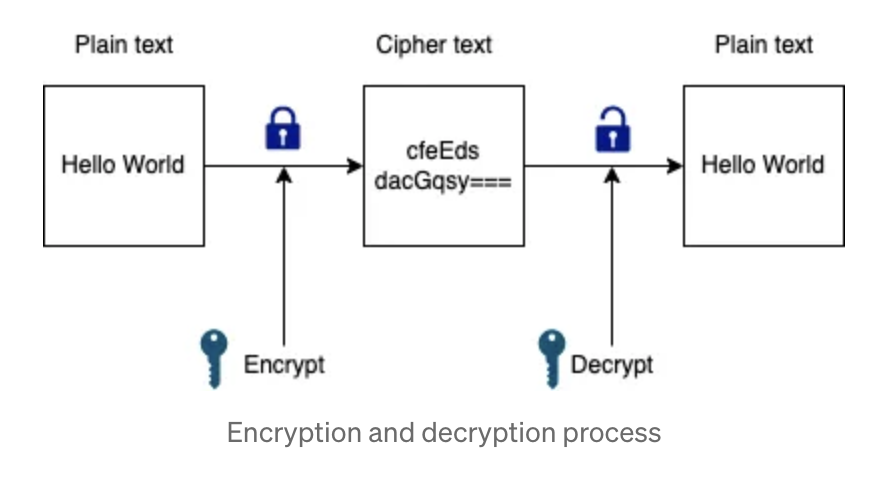 Plain text
Cipher text
Plain text
Hello World
cfeEds
dacGqsy===
Hello World
Encrypt
Decrypt
Encryption and decryption process